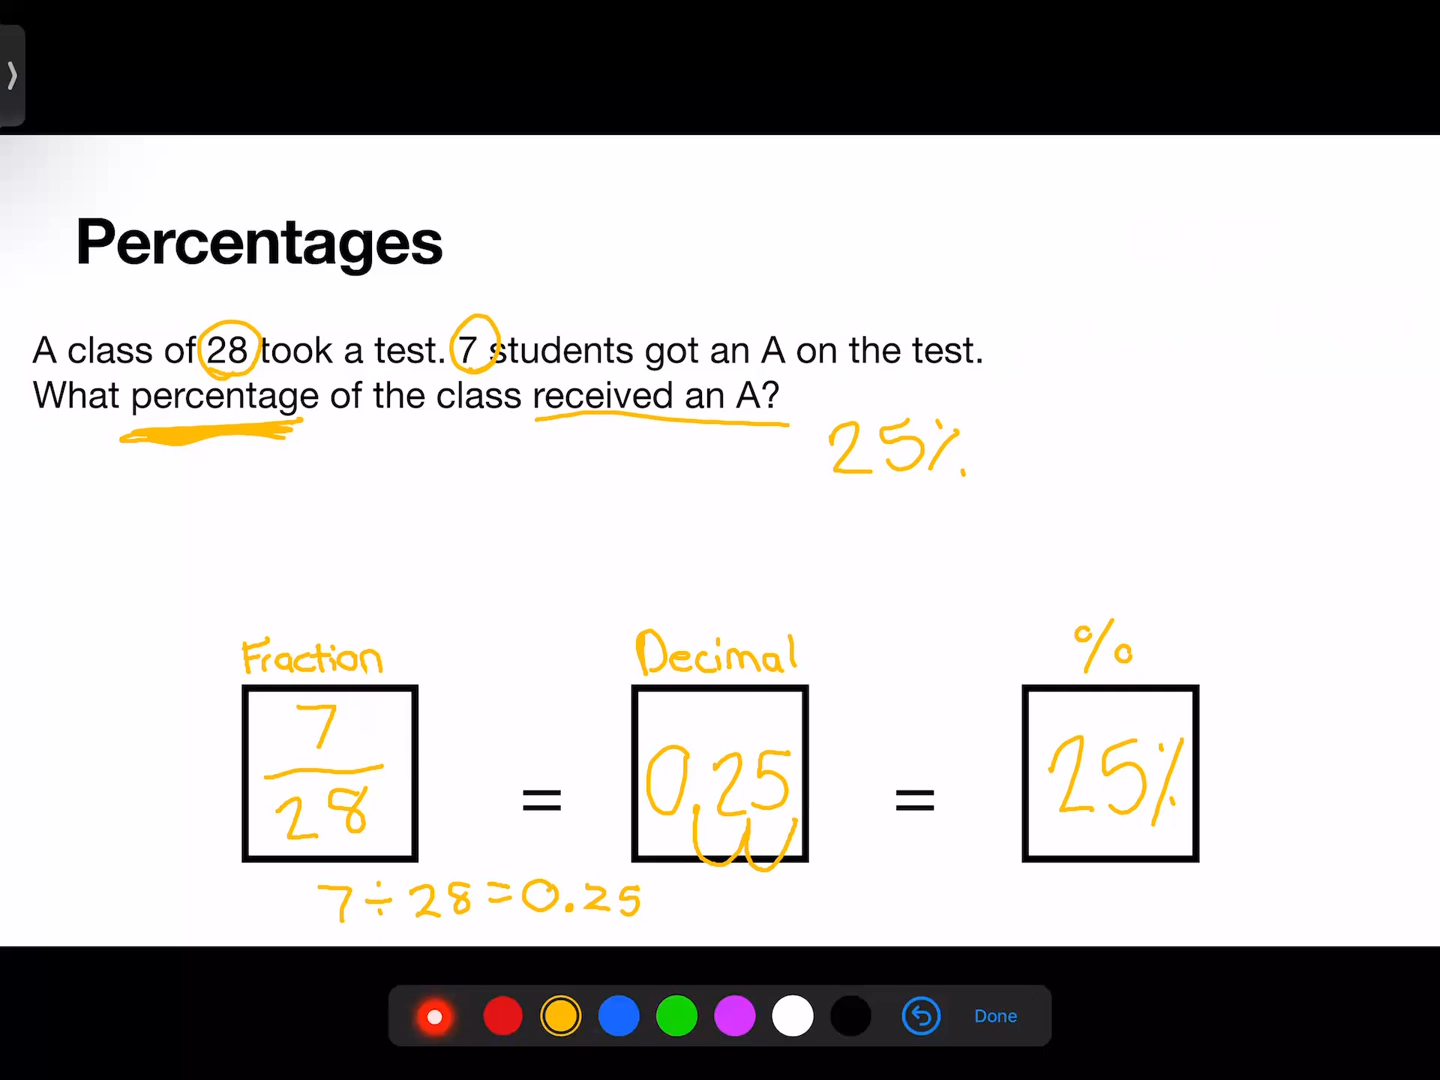 Percentages
A class of 28 took a test. 7 students got an A on the test.
What percentage of the class received an A?
25%
Fraction
Decimal
%
7
28
=
0.25
=
25%
7 ÷ 28 = 0.25
Done